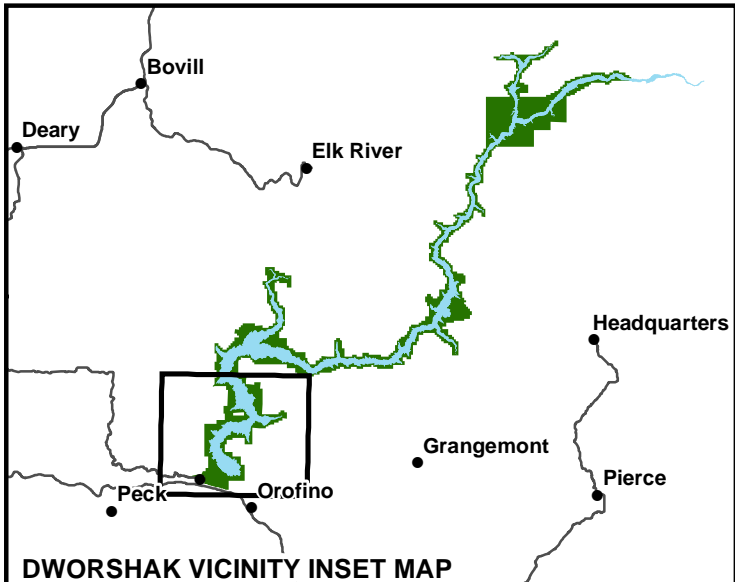 Bovill
Deary
Elk River
Headquarters
Grangemont
Peck
Orofino
Pierce
DWORSHAK VICINITY INSET MAP